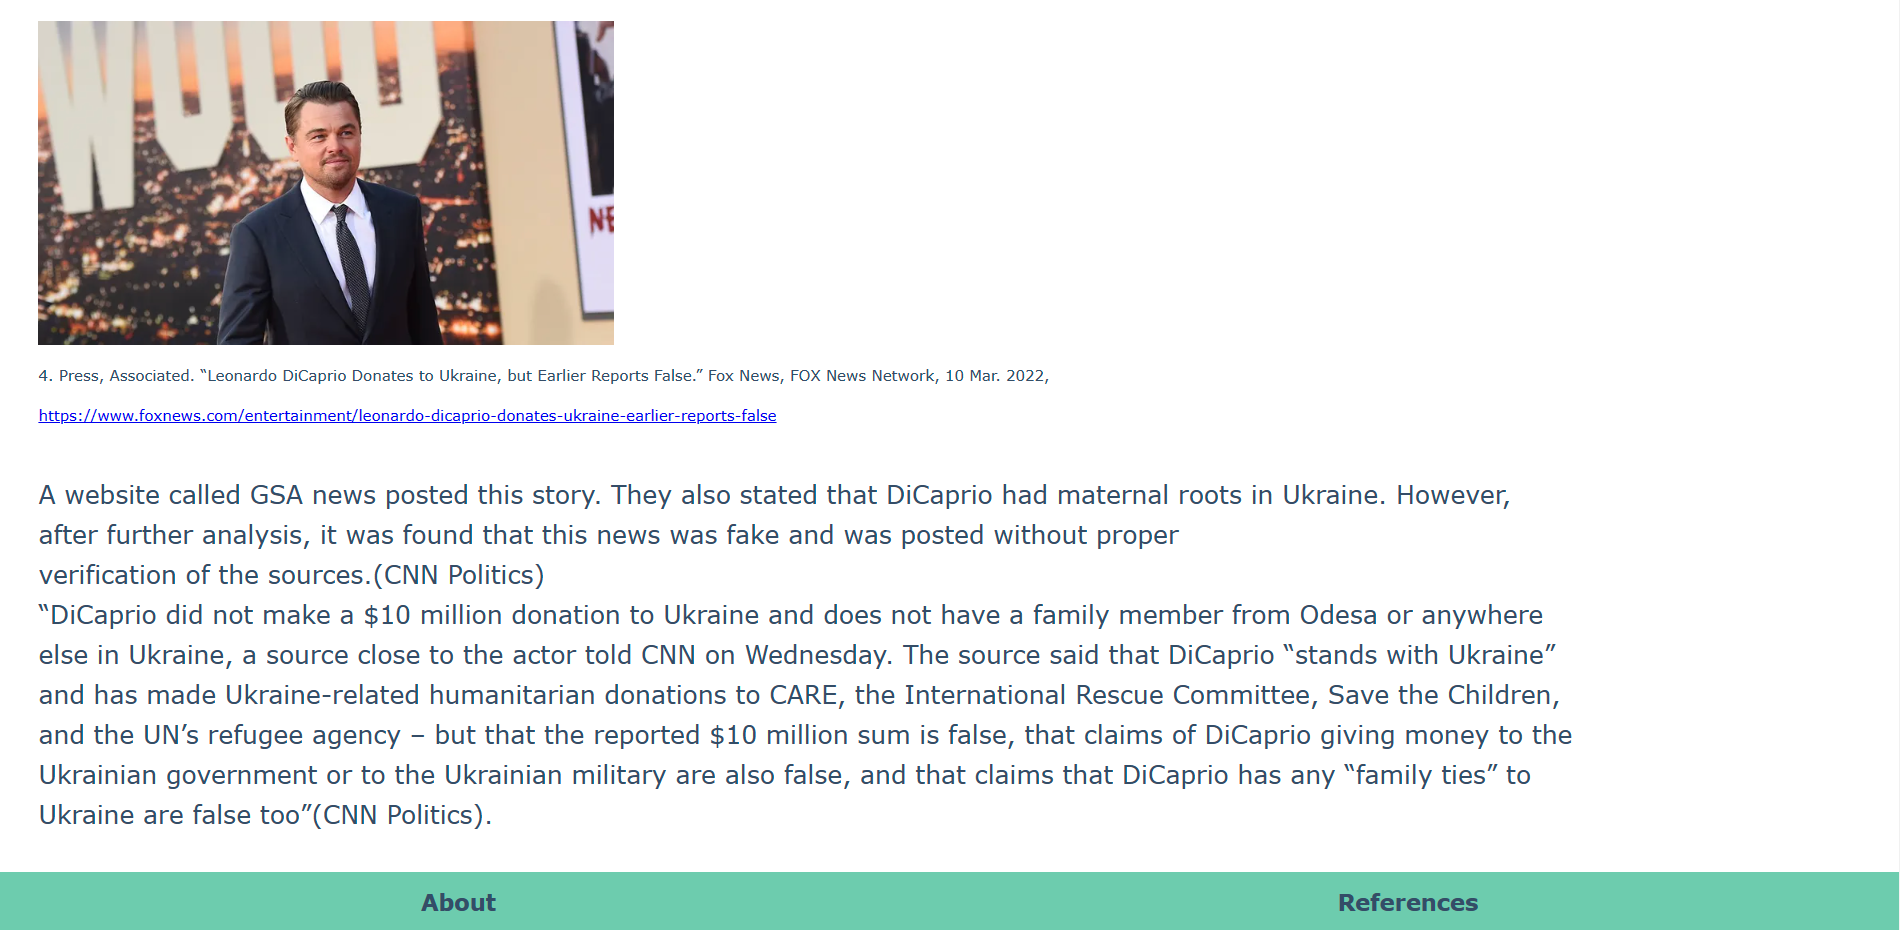 WOOD
NE
4. Press, Associated. “Leonardo DiCaprio Donates to Ukraine, but Earlier Reports False.” Fox News, FOX News Network, 10 Mar. 2022,
https://www.foxnews.com/entertainment/leonardo-dicaprio-donates-ukraine-earlier-reports-false
A website called GSA news posted this story. They also stated that DiCaprio had maternal roots in Ukraine. However,
after further analysis, it was found that this news was fake and was posted without proper
verification of the sources.(CNN Politics)
“DiCaprio did not make a $10 million donation to Ukraine and does not have a family member from Odesa or anywhere
else in Ukraine, a source close to the actor told CNN on Wednesday. The source said that DiCaprio “stands with Ukraine”
and has made Ukraine-related humanitarian donations to CARE, the International Rescue Committee, Save the Children,
and the UN’s refugee agency – but that the reported $10 million sum is false, that claims of DiCaprio giving money to the
Ukrainian government or to the Ukrainian military are also false, and that claims that DiCaprio has any “family ties” to
Ukraine are false too”(CNN Politics).
About
References